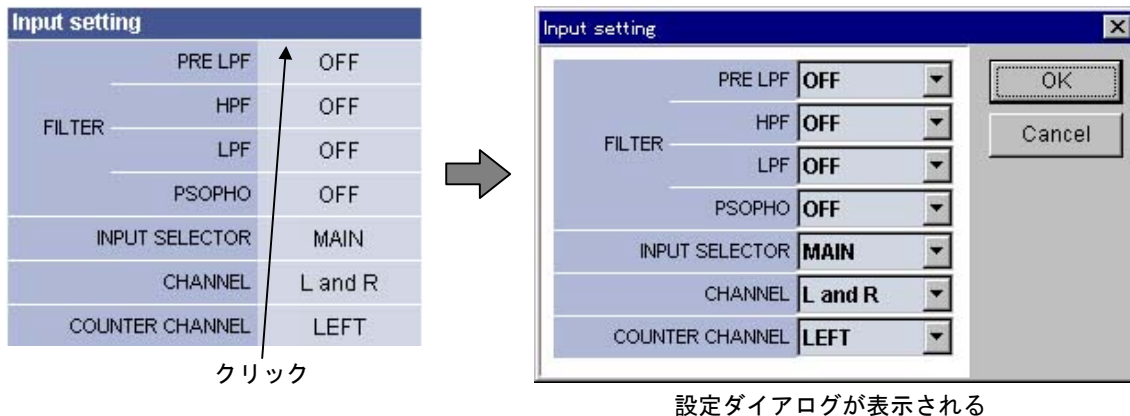 Input setting
PRE LPF OFF
HPF OFF
FILTER
LPF OFF
PSOPHO OFF
INPUT SELECTOR MAIN
CHANNEL L and R
COUNTER CHANNEL LEFT
クリック
Input setting
PRE LPF OFF
HPF OFF
FILTER
LPF OFF
PSOPHO OFF
INPUT SELECTOR MAIN
CHANNEL L and R
COUNTER CHANNEL LEFT
OK
Cancel
設定ダイアログが表示される